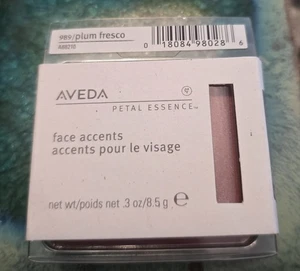 989/plum fresco
0 18084 98028 6
AVEDA
PETAL ESSENCE™
face accents
accents pour le visage
net wt/poids net .3 oz/8.5 g ℮